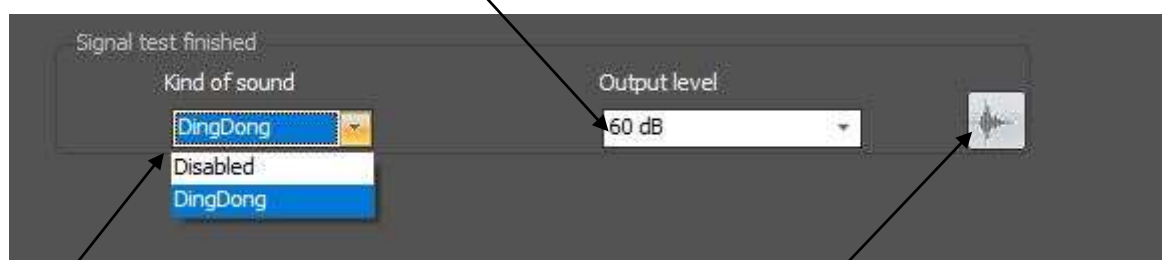 Signal test finished
Kind of sound
Output level
DingDong
60 dB
Disabled
DingDong